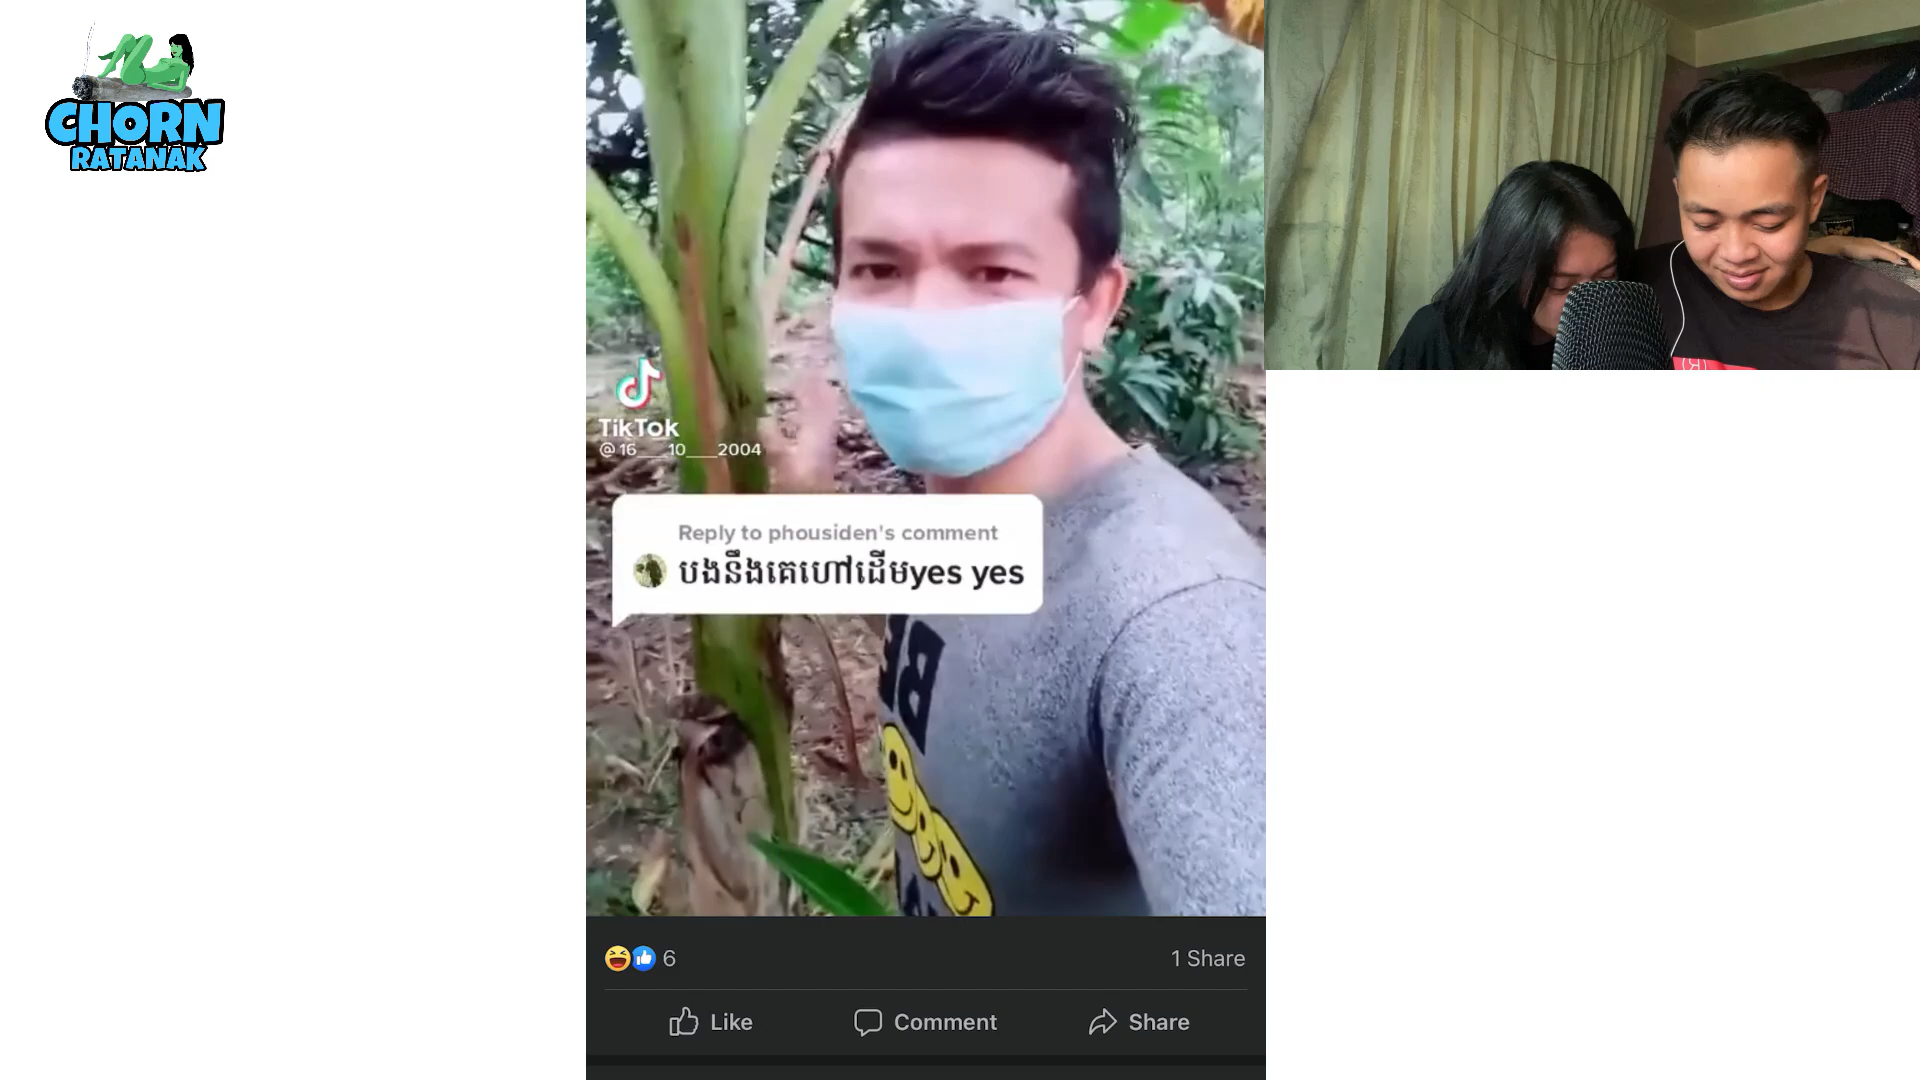 CHORN
RATANAK
TikTok
@16___10___2004
Reply to phousiden's comment
បងនឹងគេហៅដើមyes yes
6
1 Share
Like
Comment
Share